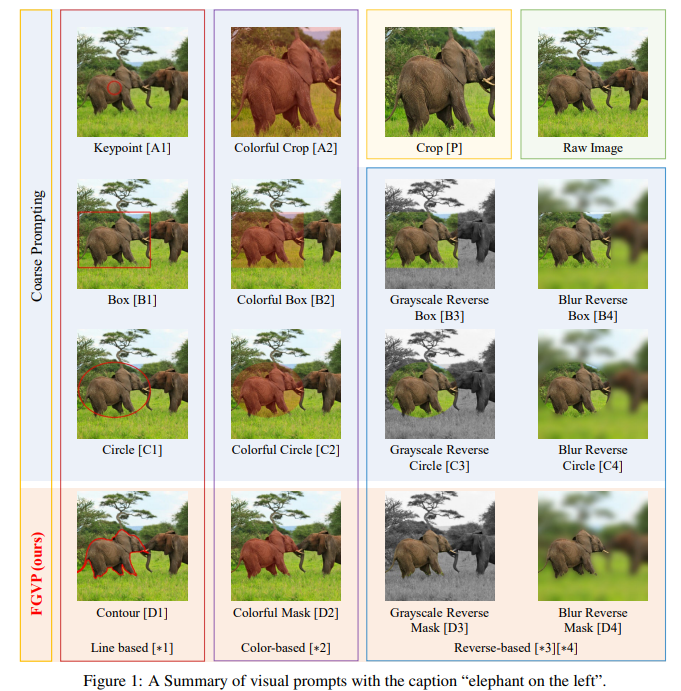 Coarse Prompting
FGVP (ours)
Keypoint [A1]
Colorful Crop [A2]
Crop [P]
Raw Image
Box [B1]
Colorful Box [B2]
Grayscale Reverse
Box [B3]
Blur Reverse
Box [B4]
Circle [C1]
Colorful Circle [C2]
Grayscale Reverse
Circle [C3]
Blur Reverse
Circle [C4]
Contour [D1]
Colorful Mask [D2]
Grayscale Reverse
Mask [D3]
Blur Reverse
Mask [D4]
Line based [∗1]
Color-based [∗2]
Reverse-based [∗3][∗4]
Figure 1: A Summary of visual prompts with the caption “elephant on the left”.